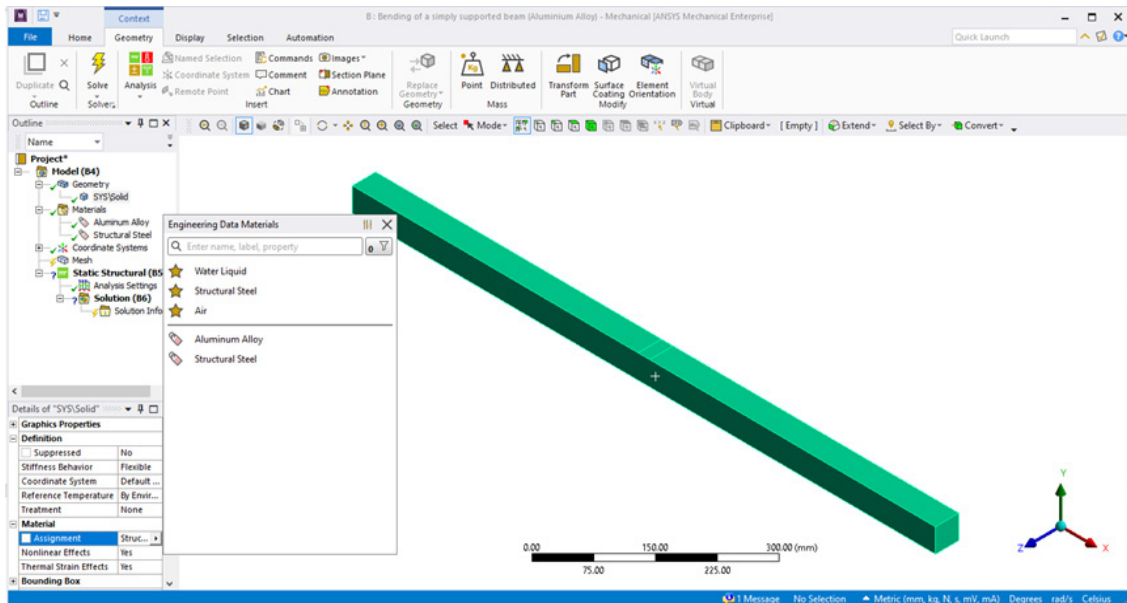 B : Bending of a simply supported beam (Aluminium Alloy) - Mechanical [ANSYS Mechanical Enterprise]
Context
File Home Geometry Display Selection Automation Quick Launch
Duplicate
Outline
Solve
Solver
Analysis
Named Selection Commands Images
Coordinate System Comment Section Plane
Remote Point Chart Annotation
Insert
Replace Geometry
Geometry
Point Distributed
Mass
Transform Part Surface Coating Element Orientation
Modify
Virtual Body
Virtual
Outline
Select Mode Clipboard [ Empty ] Extend Select By Convert
Name
Project*
Model (B4)
Geometry
SYS\Solid
Materials
Aluminum Alloy
Structural Steel
Coordinate Systems
Mesh
Static Structural (B5
Analysis Settings
Solution (B6)
Solution Info
Engineering Data Materials
Enter name, label, property
0
Water Liquid
Structural Steel
Air
Aluminum Alloy
Structural Steel
Details of "SYS\Solid"
Graphics Properties
Definition
Suppressed No
Stiffness Behavior Flexible
Coordinate System Default ...
Reference Temperature By Envir...
Treatment None
Material
Assignment Struc...
Nonlinear Effects Yes
Thermal Strain Effects Yes
Bounding Box
0.00 150.00 300.00 (mm)
75.00 225.00
Y
Z X
1 Message No Selection Metric (mm, kg, N, s, mV, mA) Degrees rad/s Celsius